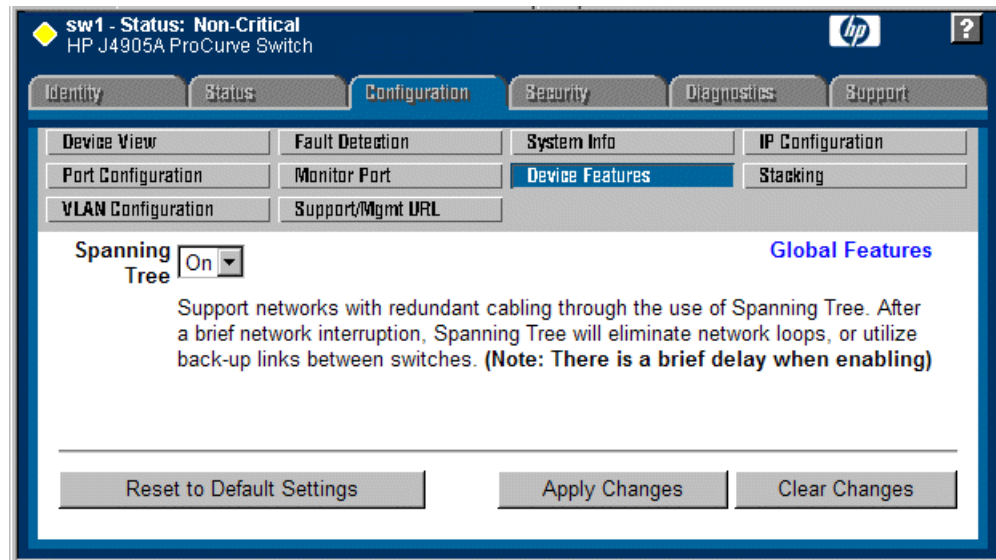 sw1 - Status: Non-Critical
HP J4905A ProCurve Switch
hp
?
Identity Status Configuration Security Diagnostics Support
Device View Fault Detection System Info IP Configuration
Port Configuration Monitor Port Device Features Stacking
VLAN Configuration Support/Mgmt URL
Spanning Tree On Global Features
Support networks with redundant cabling through the use of Spanning Tree. After
a brief network interruption, Spanning Tree will eliminate network loops, or utilize
back-up links between switches. (Note: There is a brief delay when enabling)
Reset to Default Settings Apply Changes Clear Changes